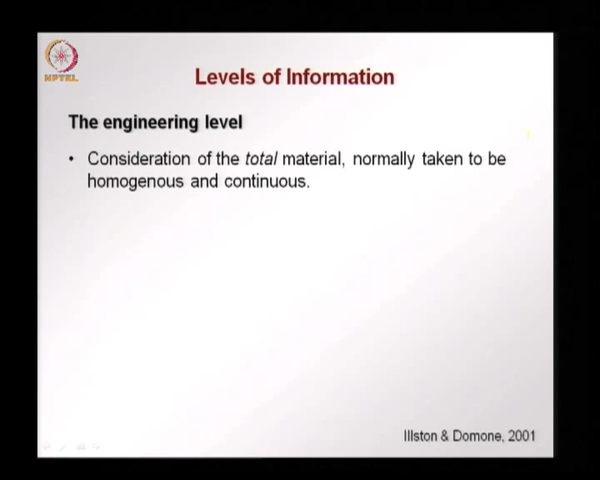 NPTEL
Levels of Information
The engineering level
• Consideration of the total material, normally taken to be
homogenous and continuous.
Illston & Domone, 2001